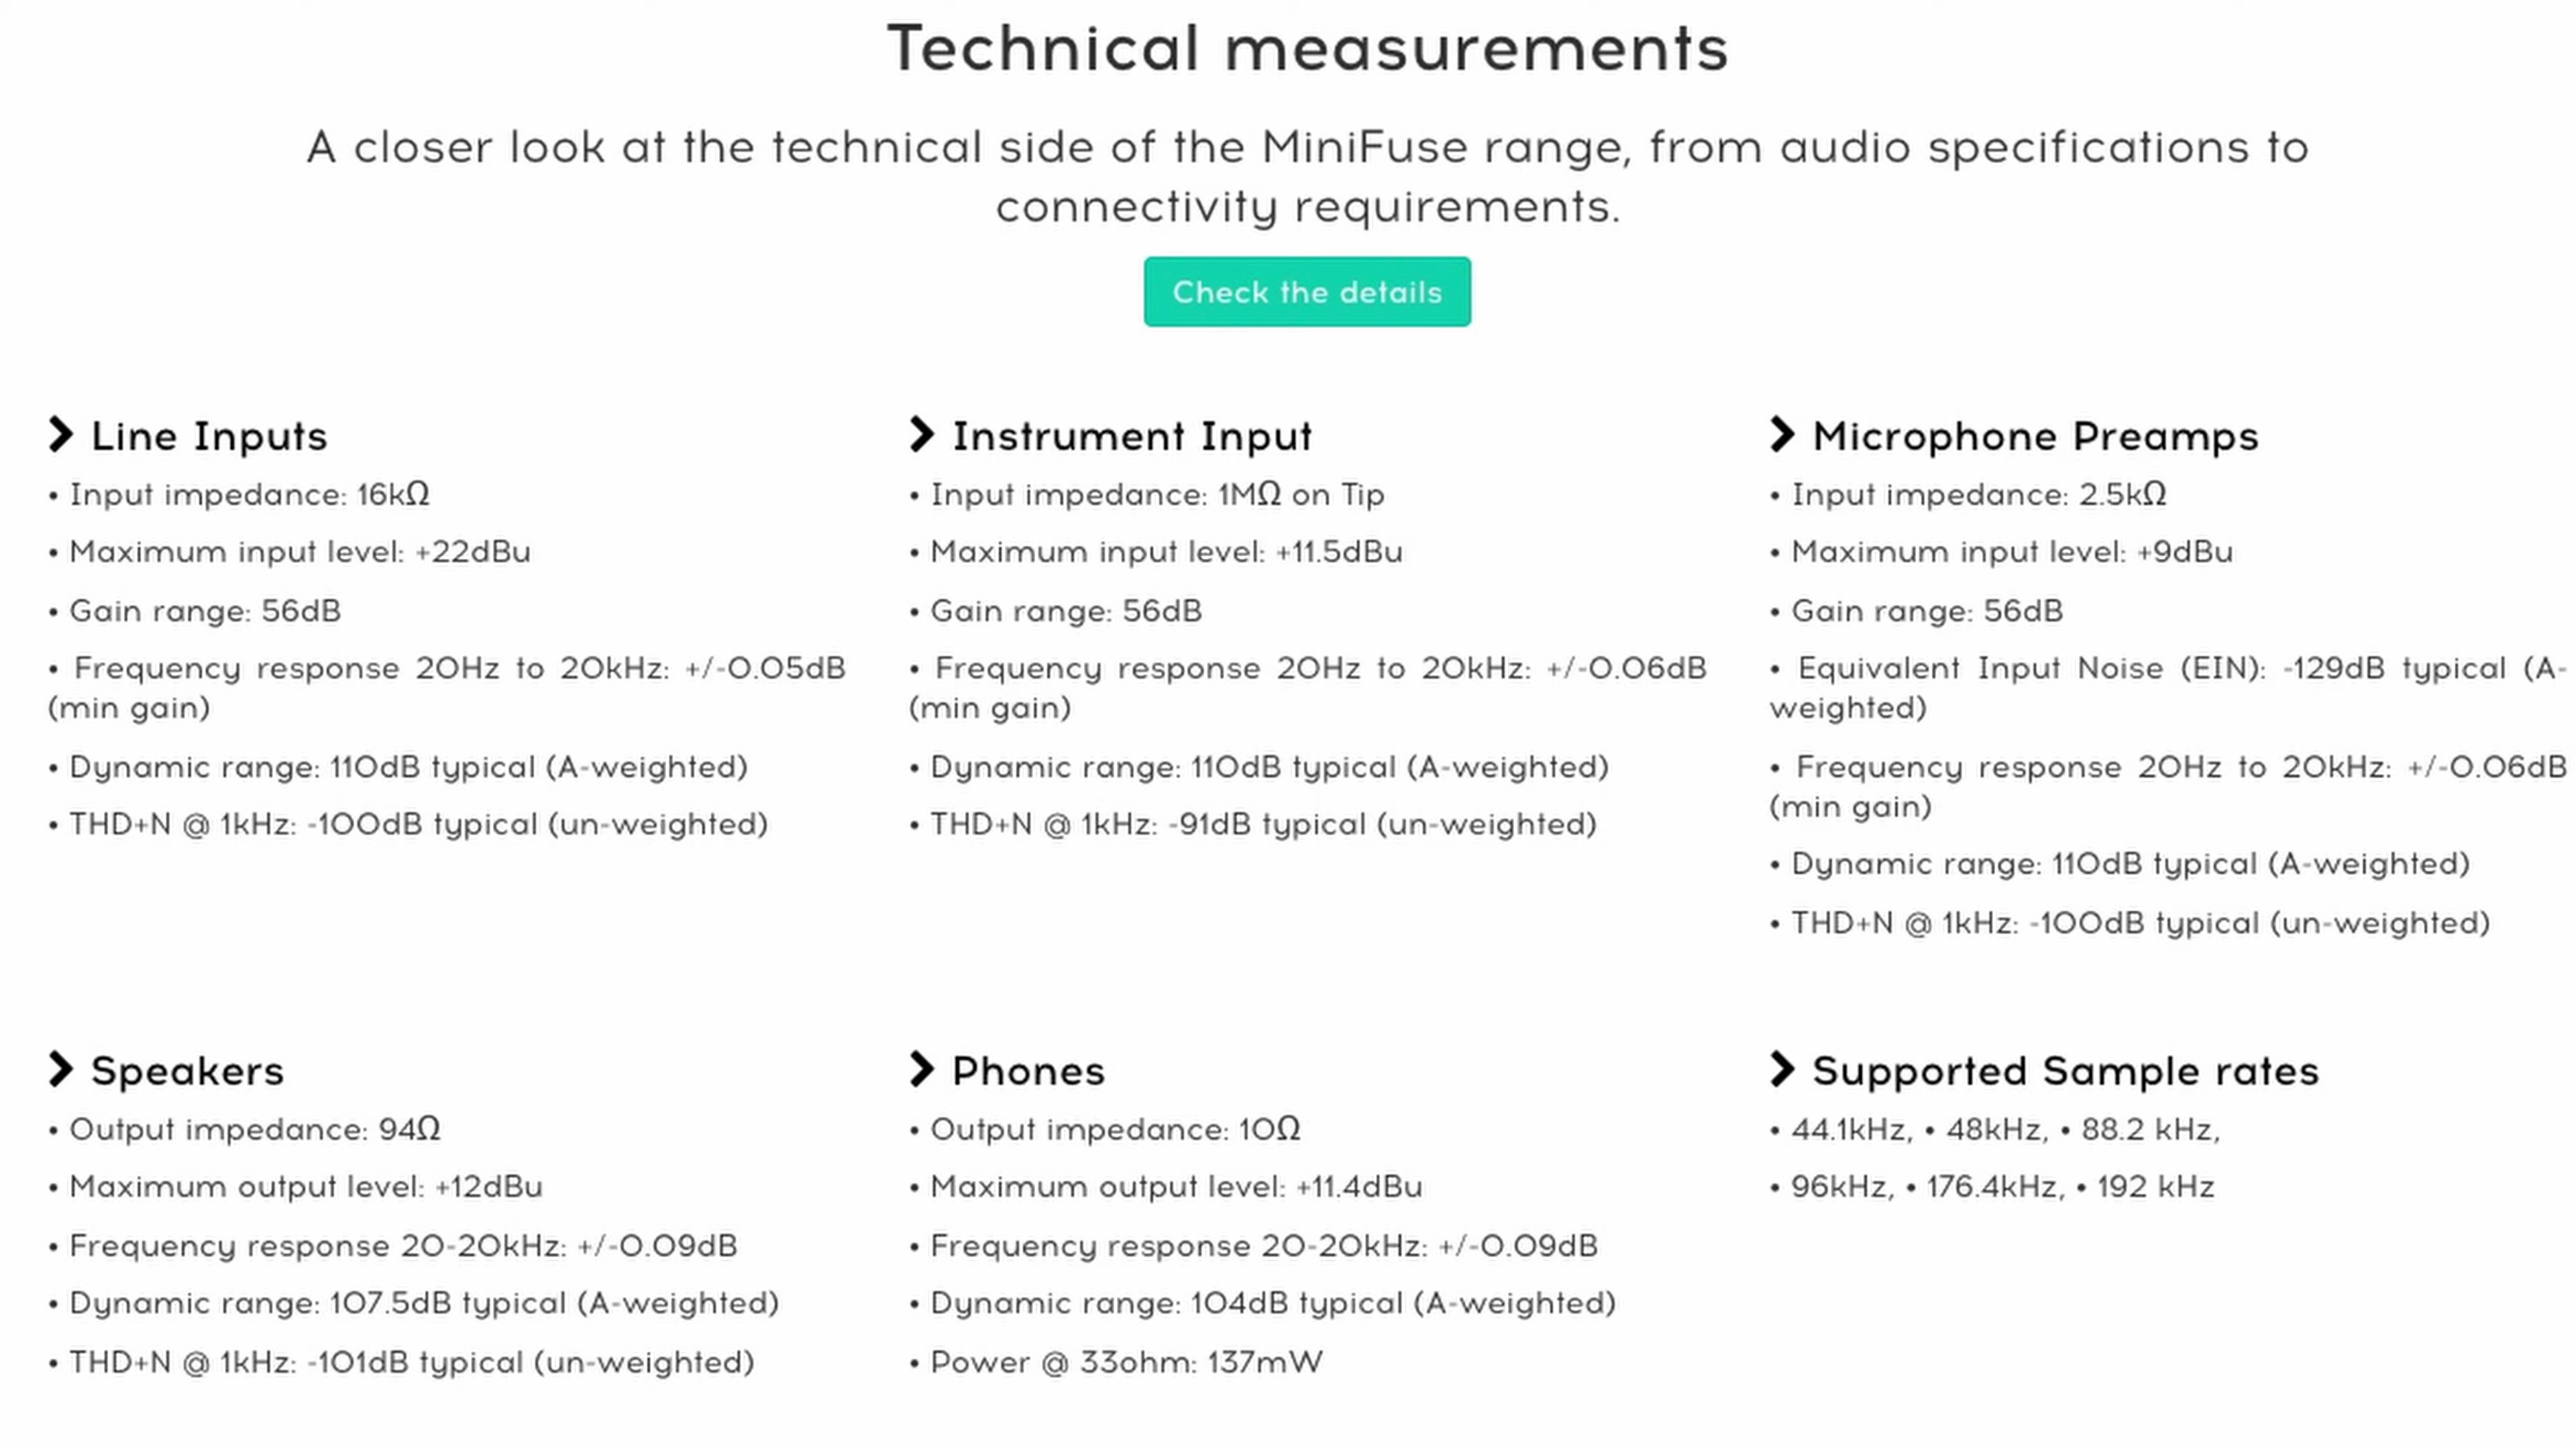 Technical measurements
A closer look at the technical side of the MiniFuse range, from audio specifications to
connectivity requirements.
Check the details
Line Inputs
• Input impedance: 16kΩ
• Maximum input level: +22dBu
• Gain range: 56dB
• Frequency response 20Hz to 20kHz: +/-0.05dB
(min gain)
• Dynamic range: 110dB typical (A-weighted)
• THD+N @ 1kHz: -100dB typical (un-weighted)
Instrument Input
• Input impedance: 1MΩ on Tip
• Maximum input level: +11.5dBu
• Gain range: 56dB
• Frequency response 20Hz to 20kHz: +/-0.06dB
(min gain)
• Dynamic range: 110dB typical (A-weighted)
• THD+N @ 1kHz: -91dB typical (un-weighted)
Microphone Preamps
• Input impedance: 2.5kΩ
• Maximum input level: +9dBu
• Gain range: 56dB
• Equivalent Input Noise (EIN): -129dB typical (A-
weighted)
• Frequency response 20Hz to 20kHz: +/-0.06dB
(min gain)
• Dynamic range: 110dB typical (A-weighted)
• THD+N @ 1kHz: -100dB typical (un-weighted)
Speakers
• Output impedance: 94Ω
• Maximum output level: +12dBu
• Frequency response 20-20kHz: +/-0.09dB
• Dynamic range: 107.5dB typical (A-weighted)
• THD+N @ 1kHz: -101dB typical (un-weighted)
Phones
• Output impedance: 10Ω
• Maximum output level: +11.4dBu
• Frequency response 20-20kHz: +/-0.09dB
• Dynamic range: 104dB typical (A-weighted)
• Power @ 33ohm: 137mW
Supported Sample rates
• 44.1kHz, • 48kHz, • 88.2 kHz,
• 96kHz, • 176.4kHz, • 192 kHz